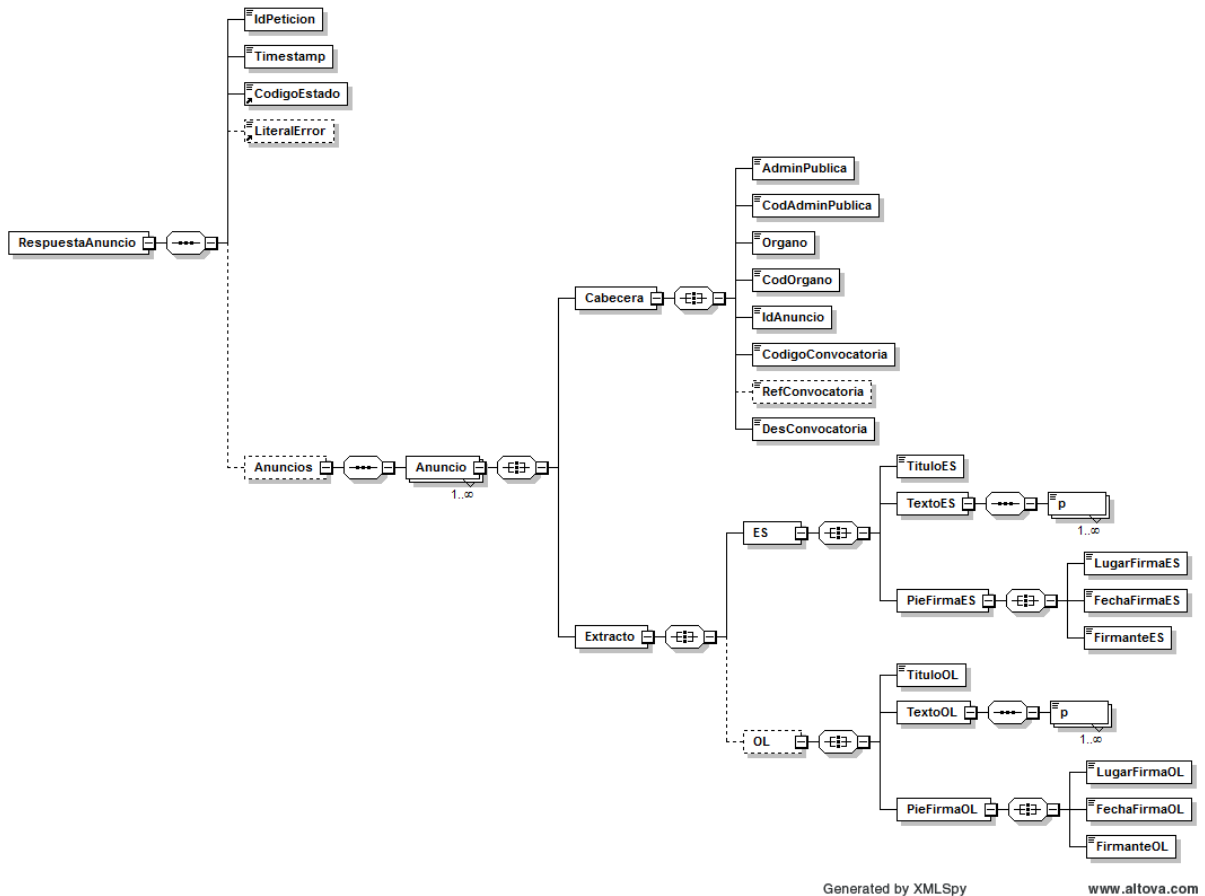 IdPeticion
Timestamp
CodigoEstado
LiteralError
RespuestaAnuncio
AdminPublica
CodAdminPublica
Organo
CodOrgano
Cabecera
IdAnuncio
CodigoConvocatoria
RefConvocatoria
DesConvocatoria
Anuncios
Anuncio
1..∞
TituloES
TextoES
p
1..∞
ES
LugarFirmaES
PieFirmaES
FechaFirmaES
FirmanteES
Extracto
TituloOL
TextoOL
p
1..∞
OL
LugarFirmaOL
PieFirmaOL
FechaFirmaOL
FirmanteOL
Generated by XMLSpy
www.altova.com